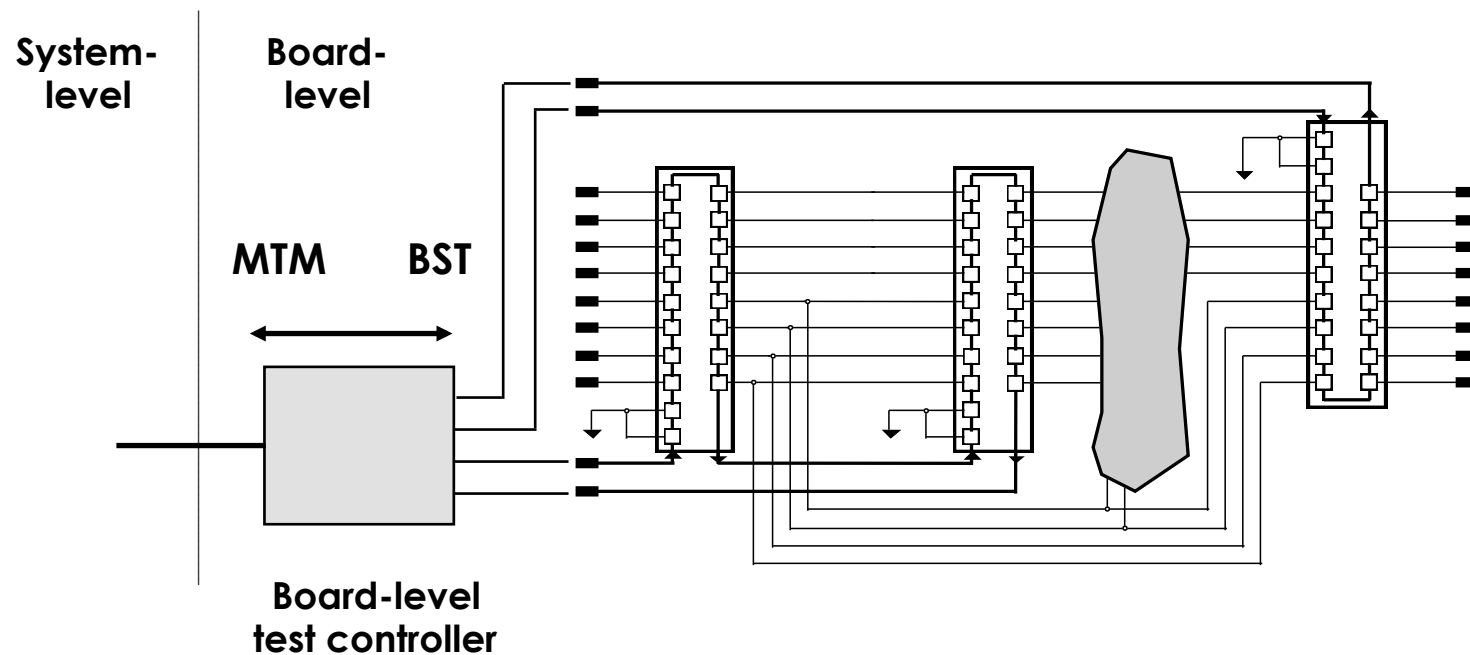 System-
level
Board-
level
MTM BST
Board-level
test controller